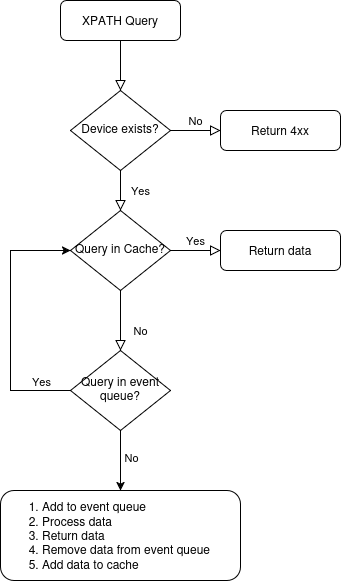 XPATH Query
Device exists?
No
Return 4xx
Yes
Query in Cache?
Yes
Return data
No
Query in event
queue?
Yes
No
1. Add to event queue
2. Process data
3. Return data
4. Remove data from event queue
5. Add data to cache